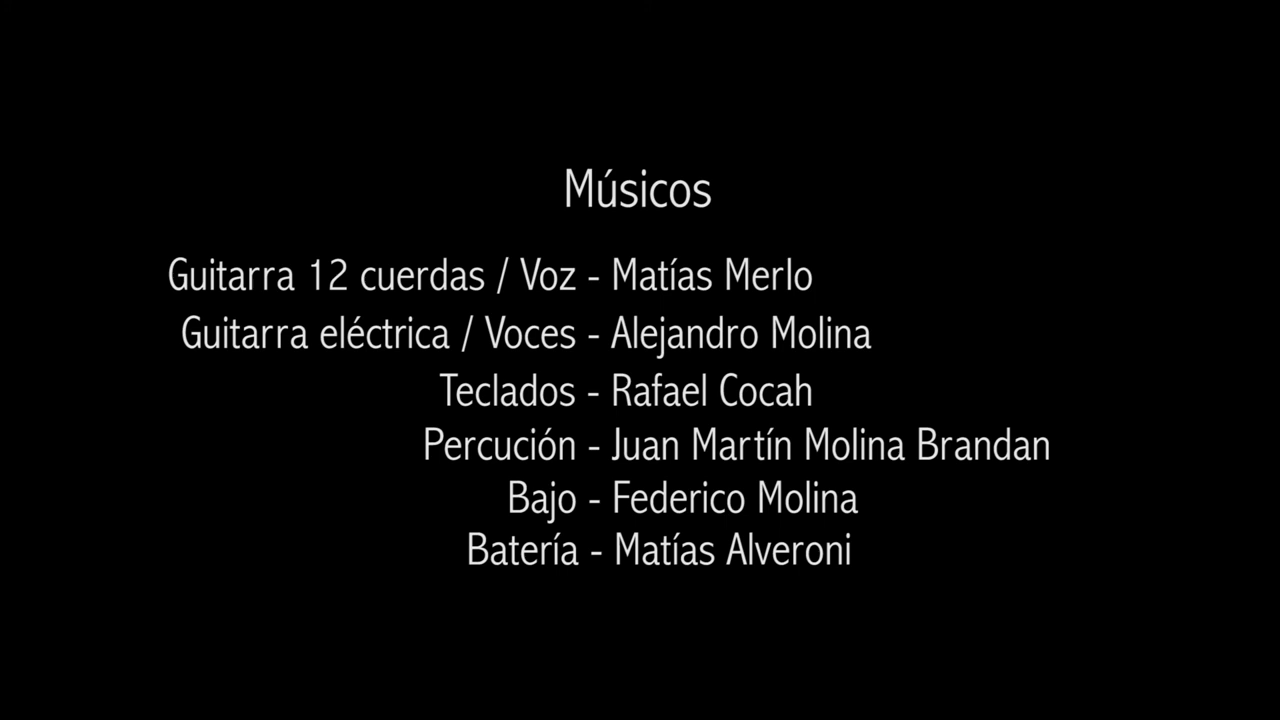 Músicos
Guitarra 12 cuerdas / Voz - Matías Merlo
Guitarra eléctrica / Voces - Alejandro Molina
Teclados - Rafael Cocah
Percución - Juan Martín Molina Brandan
Bajo - Federico Molina
Batería - Matías Alveroni